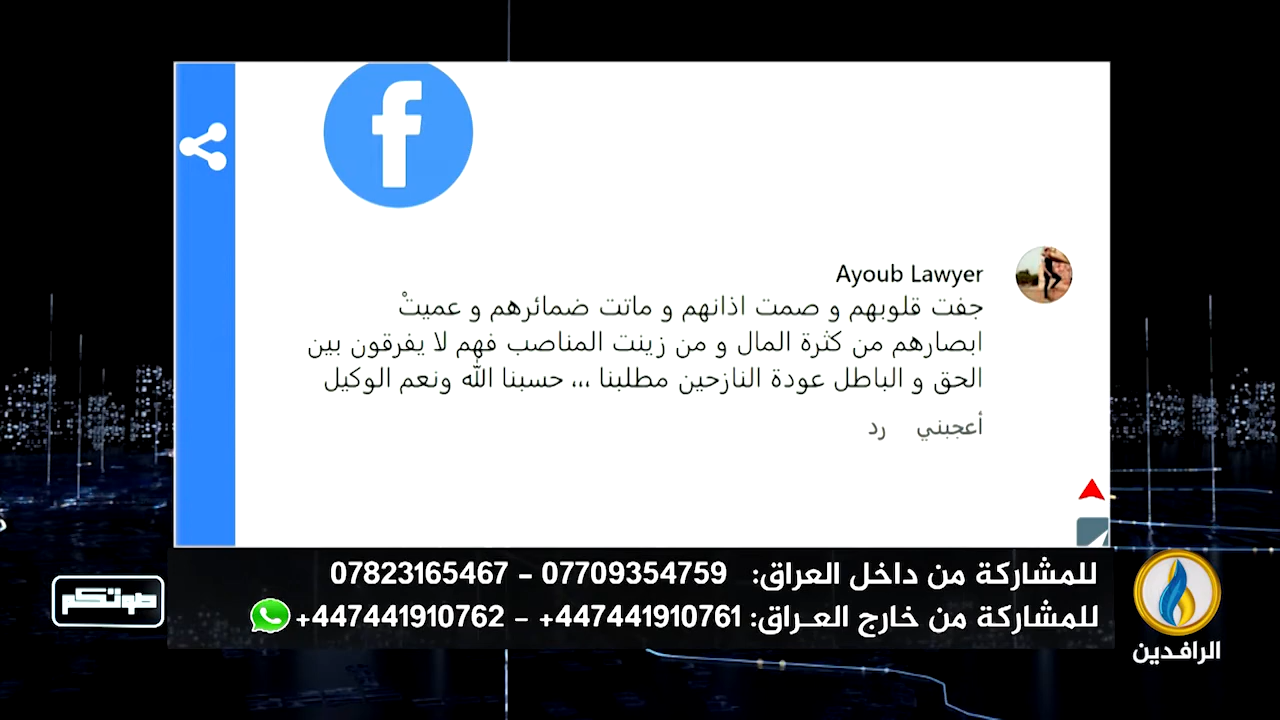 Ayoub Lawyer
جفت قلوبهم و صمت اذانهم و ماتت ضمائرهم و عميتْ
ابصارهم من كثرة المال و من زينت المناصب فهم لا يفرقون بين
الحق و الباطل عودة النازحين مطلبنا ،،، حسبنا الله ونعم الوكيل
أعجبني رد
للمشاركة من داخل العراق: 07709354759 - 07823165467
للمشاركة من خارج العـراق: 447441910761+ - 447441910762+
صوتكم
الرافدين